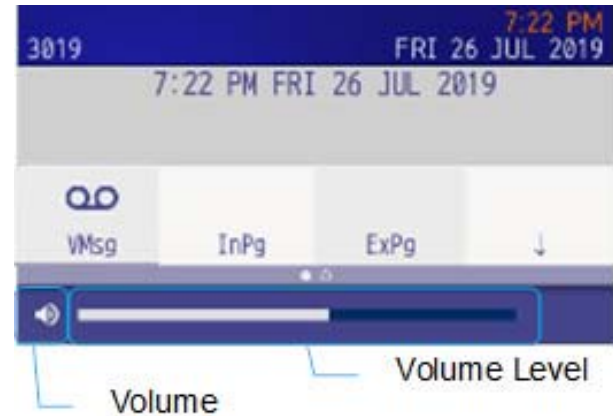 7:22 PM
3019 FRI 26 JUL 2019
7:22 PM FRI 26 JUL 2019
VMsg InPg ExPg ↓
Volume Level
Volume